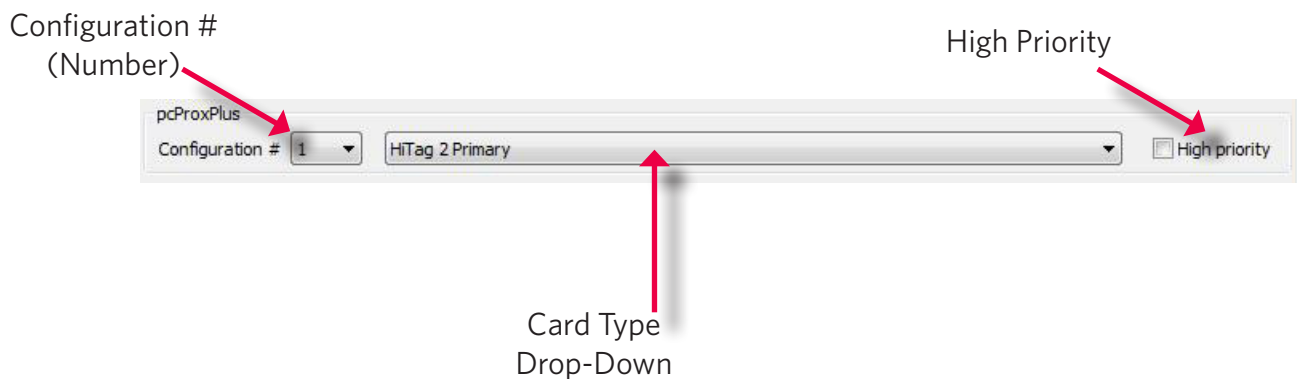 Configuration #
(Number)
High Priority
pcProxPlus
Configuration # 1 HiTag 2 Primary High priority
Card Type
Drop-Down